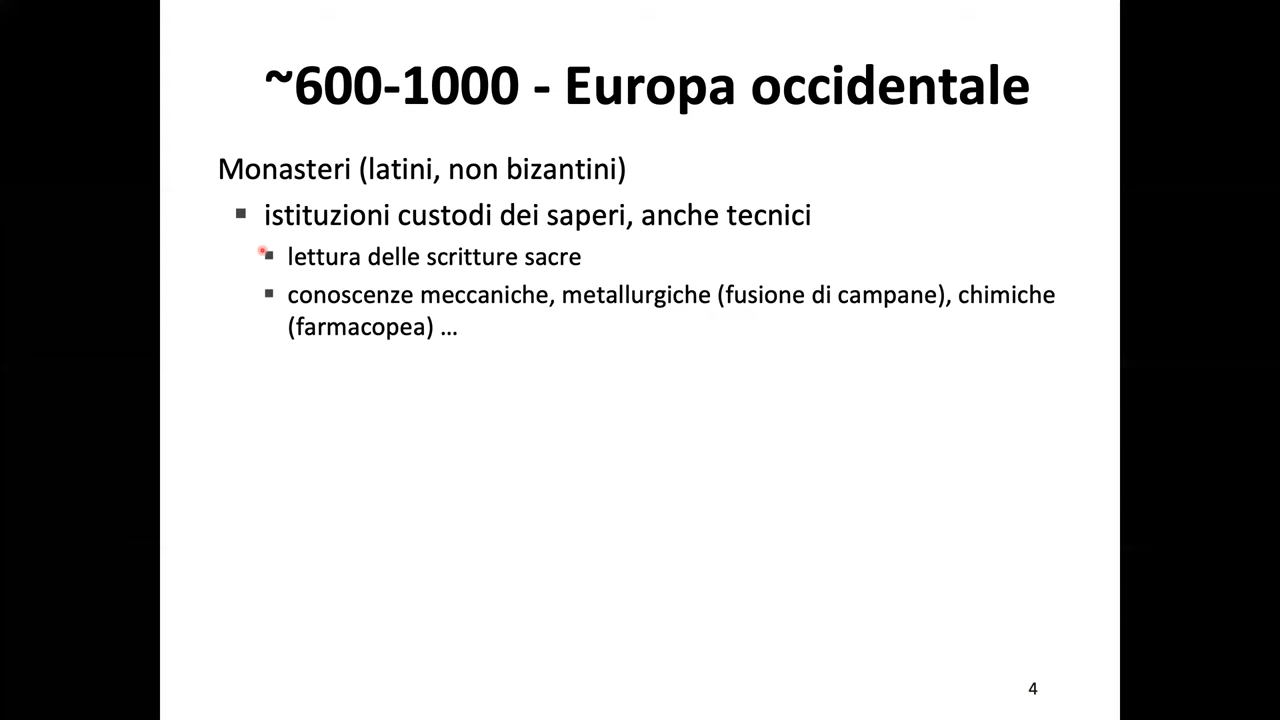 ~600-1000 - Europa occidentale
Monasteri (latini, non bizantini)
▪ istituzioni custodi dei saperi, anche tecnici
▪ lettura delle scritture sacre
▪ conoscenze meccaniche, metallurgiche (fusione di campane), chimiche
(farmacopea) ...
4